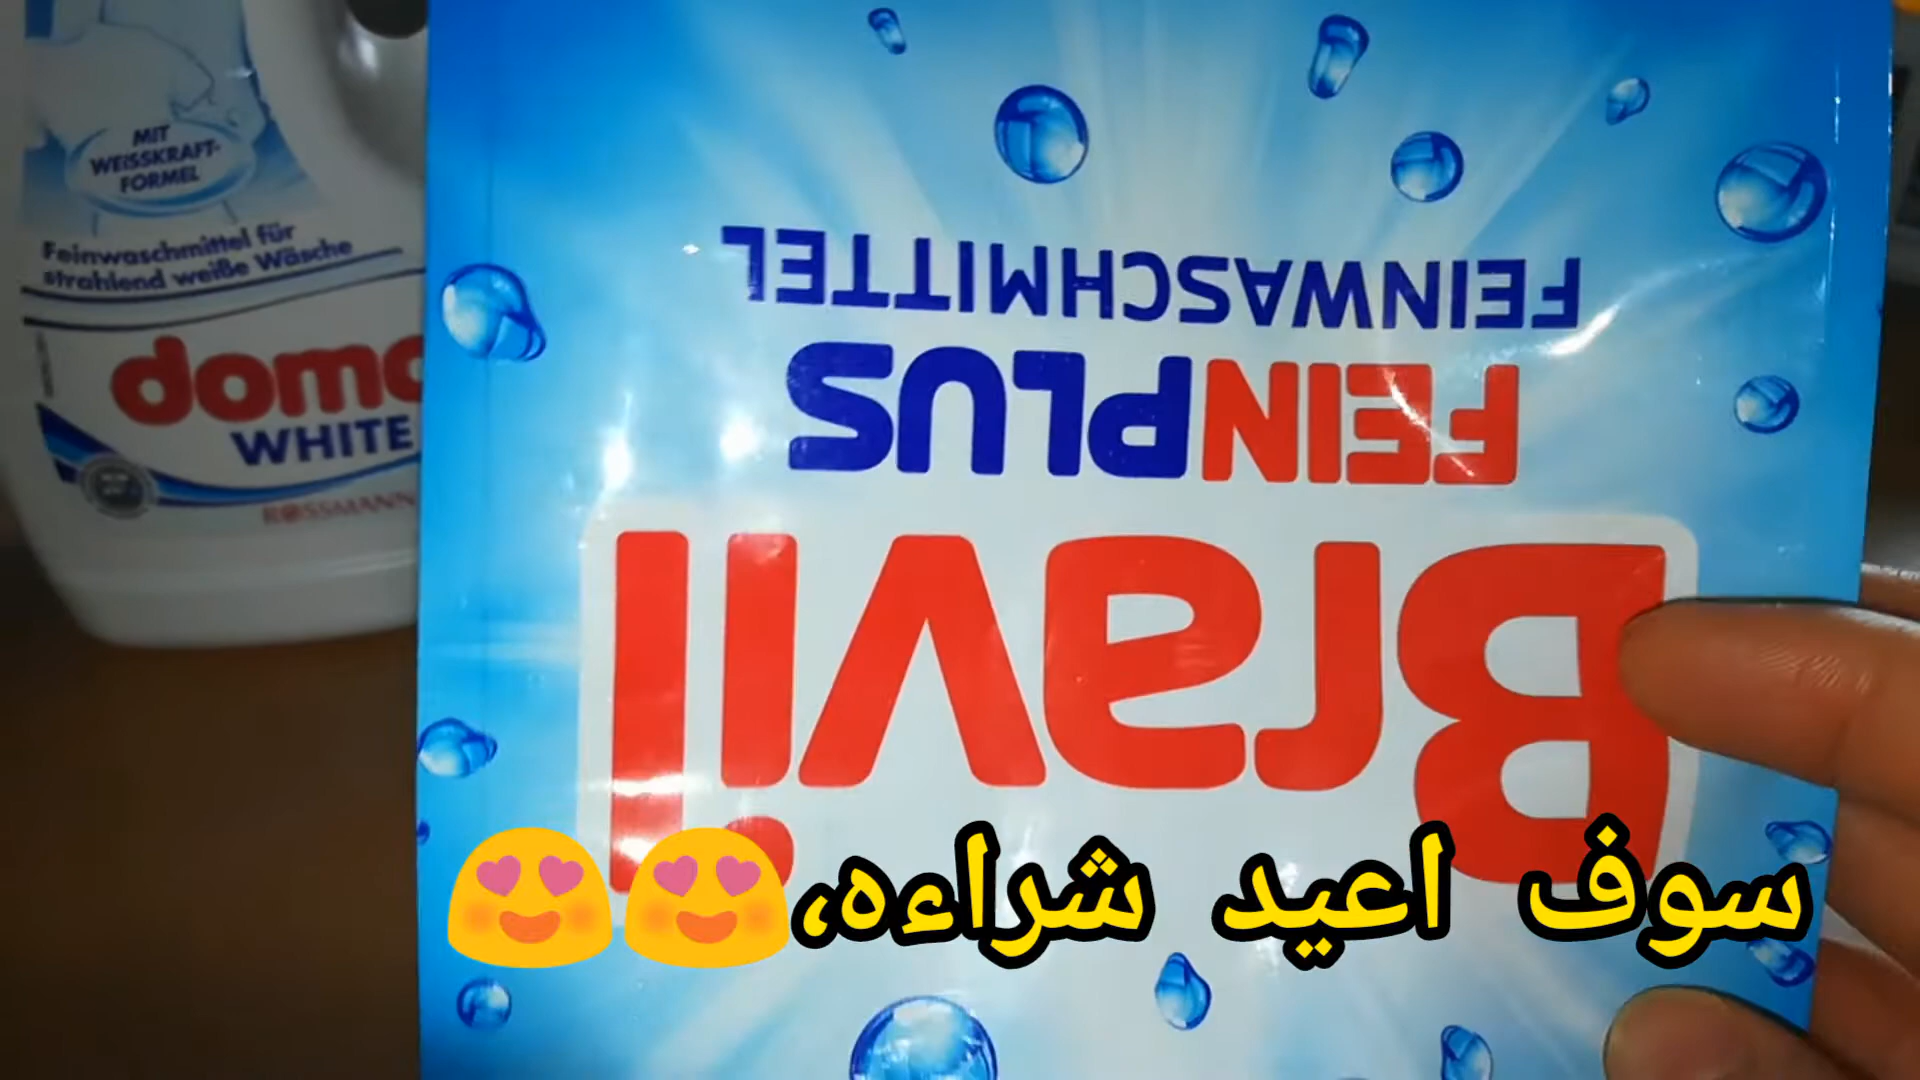 MIT
WEISSKRAFT-
FORMEL
Feinwaschmittel für
strahlend weiße Wäsche
domo
WHITE
ROSSMANN
Bravil
FEINPLUS
FEINWASCHMITTEL
سوف اعيد شراءه،😍😍